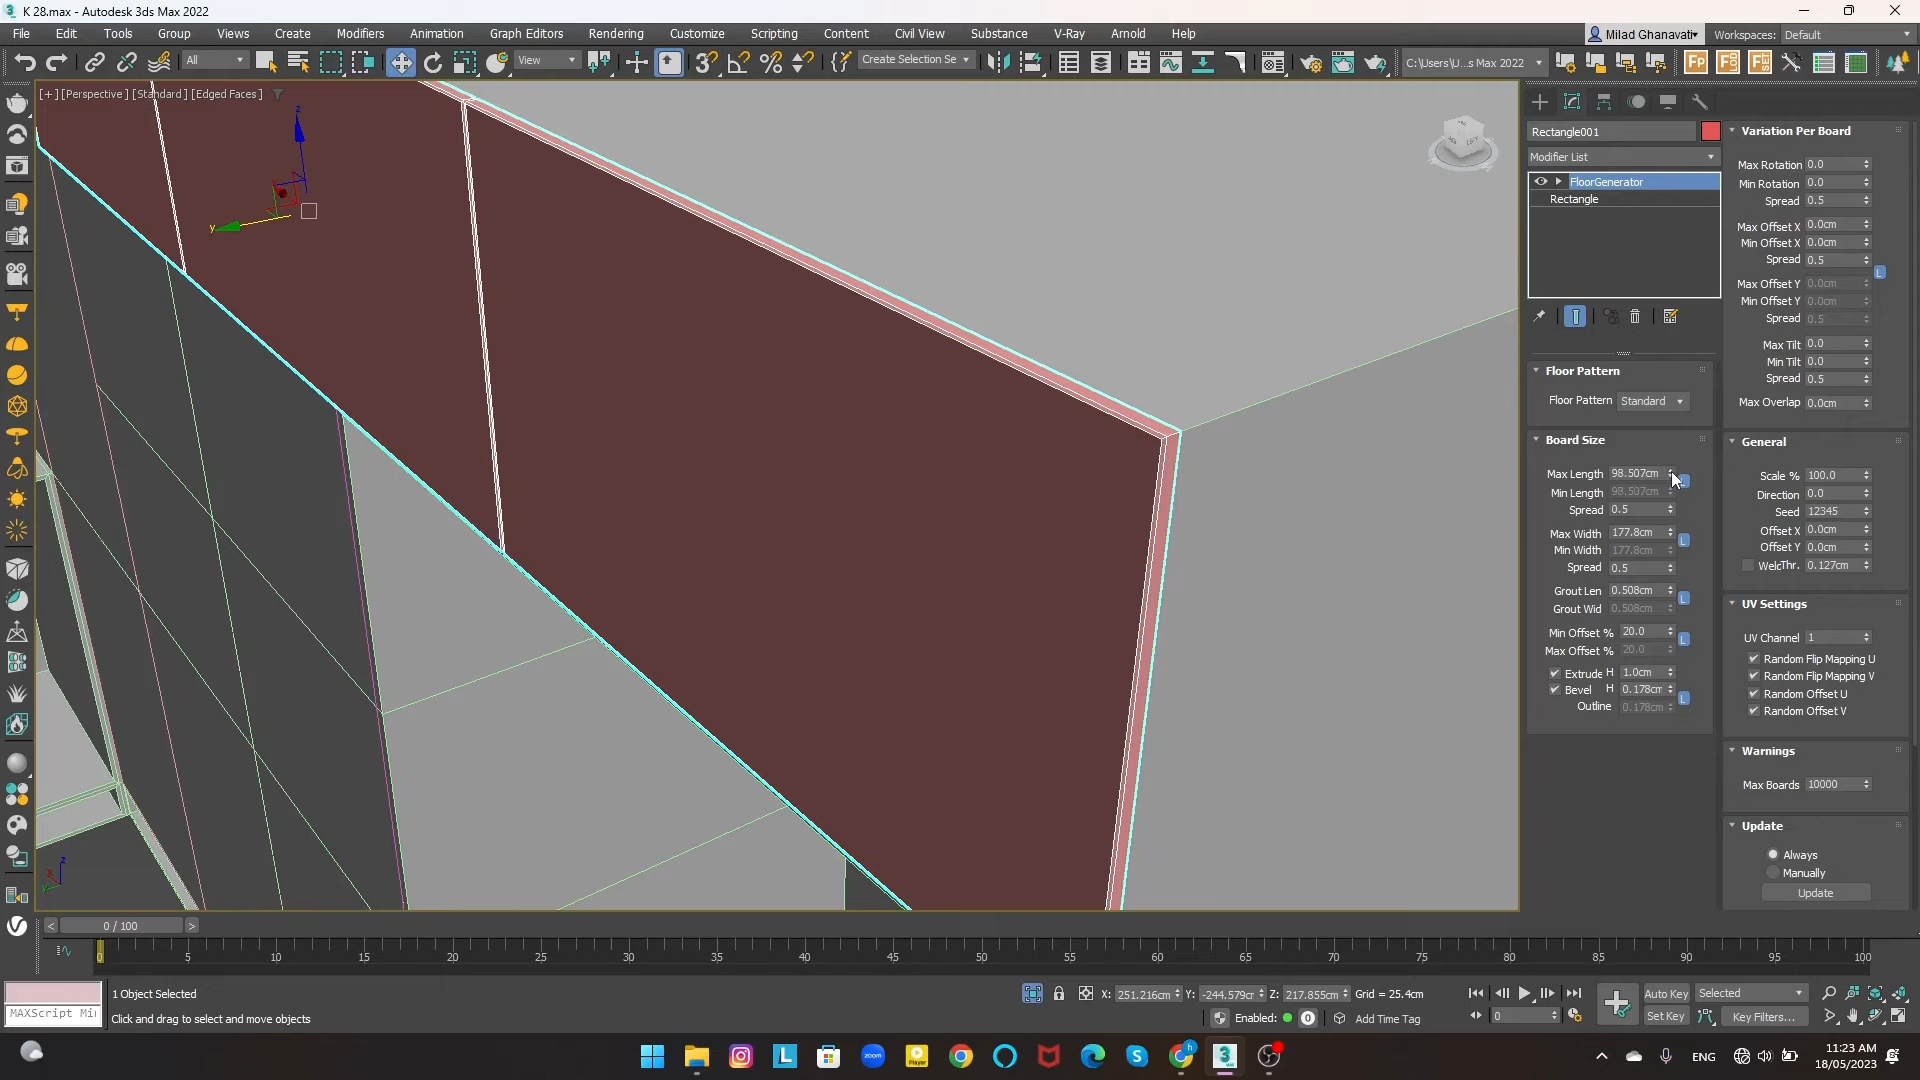 K 28.max - Autodesk 3ds Max 2022
File Edit Tools Group Views Create Modifiers Animation Graph Editors Rendering Customize Scripting Content Civil View Substance V-Ray Arnold Help
Milad Ghanavati Workspaces: Default
All View Create Selection Se C:\Users\U...s Max 2022
[+] [Perspective] [Standard] [Edged Faces]
z
y
Rectangle001
Modifier List
FloorGenerator
Rectangle
Floor Pattern
Floor Pattern Standard
Board Size
Max Length 98.507cm
Min Length 98.507cm
Spread 0.5
Max Width 177.8cm
Min Width 177.8cm
Spread 0.5
Grout Len 0.508cm
Grout Wid 0.508cm
Min Offset % 20.0
Max Offset % 20.0
Extrude H 1.0cm
Bevel H 0.178cm
Outline 0.178cm
Variation Per Board
Max Rotation 0.0
Min Rotation 0.0
Spread 0.5
Max Offset X 0.0cm
Min Offset X 0.0cm
Spread 0.5
L
Max Offset Y 0.0cm
Min Offset Y 0.0cm
Spread 0.5
Max Tilt 0.0
Min Tilt 0.0
Spread 0.5
Max Overlap 0.0cm
General
Scale % 100.0
Direction 0.0
Seed 12345
Offset X 0.0cm
Offset Y 0.0cm
Weld Thr. 0.127cm
UV Settings
UV Channel 1
Random Flip Mapping U
Random Flip Mapping V
Random Offset U
Random Offset V
Warnings
Max Boards 10000
Update
Always
Manually
Update
< 0 / 100 >
0 5 10 15 20 25 30 35 40 45 50 55 60 65 70 75 80 85 90 95 100
1 Object Selected
Click and drag to select and move objects
MAXScript Mi
X: 251.216cm Y: -244.579cr Z: 217.855cm Grid = 25.4cm
Enabled: 0 Add Time Tag
0
Auto Key Selected
Set Key Key Filters...
zoom
ENG
11:23 AM
18/05/2023